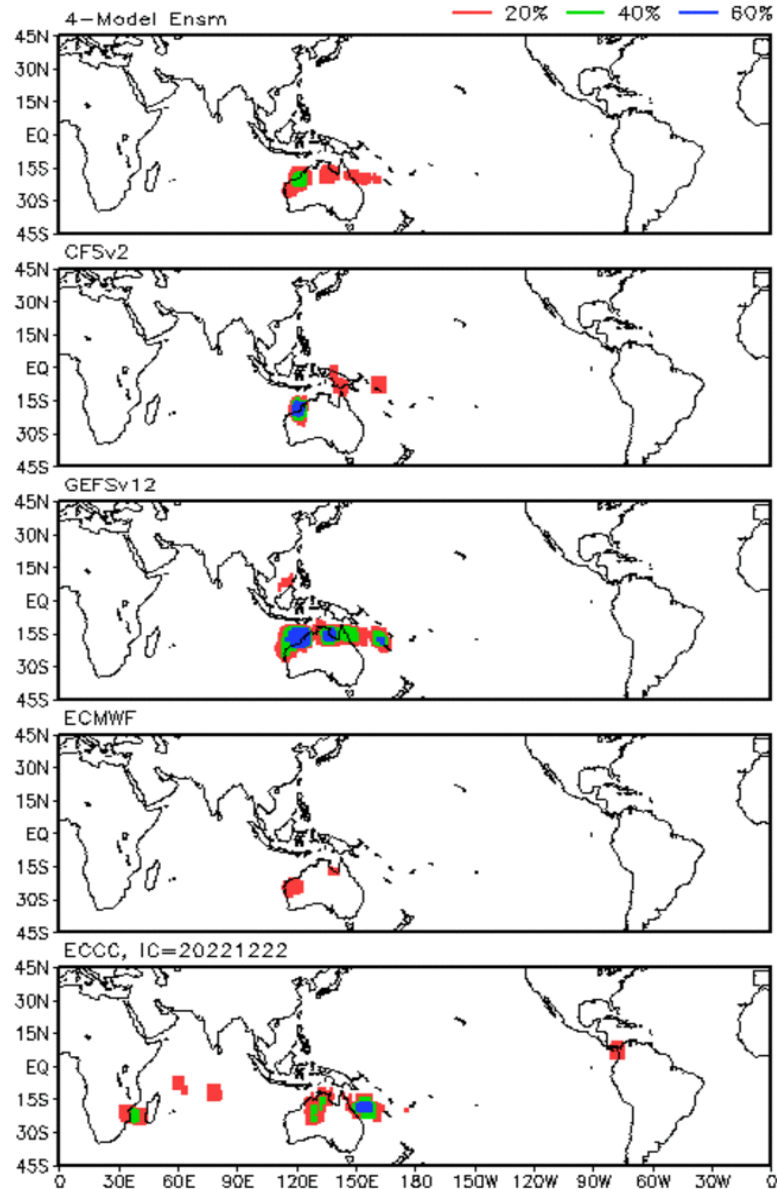 4-Model Ensm 20% 40% 60%
45N
30N
15N
EQ
15S
30S
45S
CFSv2
45N
30N
15N
EQ
15S
30S
45S
GEFSv12
45N
30N
15N
EQ
15S
30S
45S
ECMWF
45N
30N
15N
EQ
15S
30S
45S
ECCC, IC=20221222
45N
30N
15N
EQ
15S
30S
45S
0 30E 60E 90E 120E 150E 180 150W 120W 90W 60W 30W 0